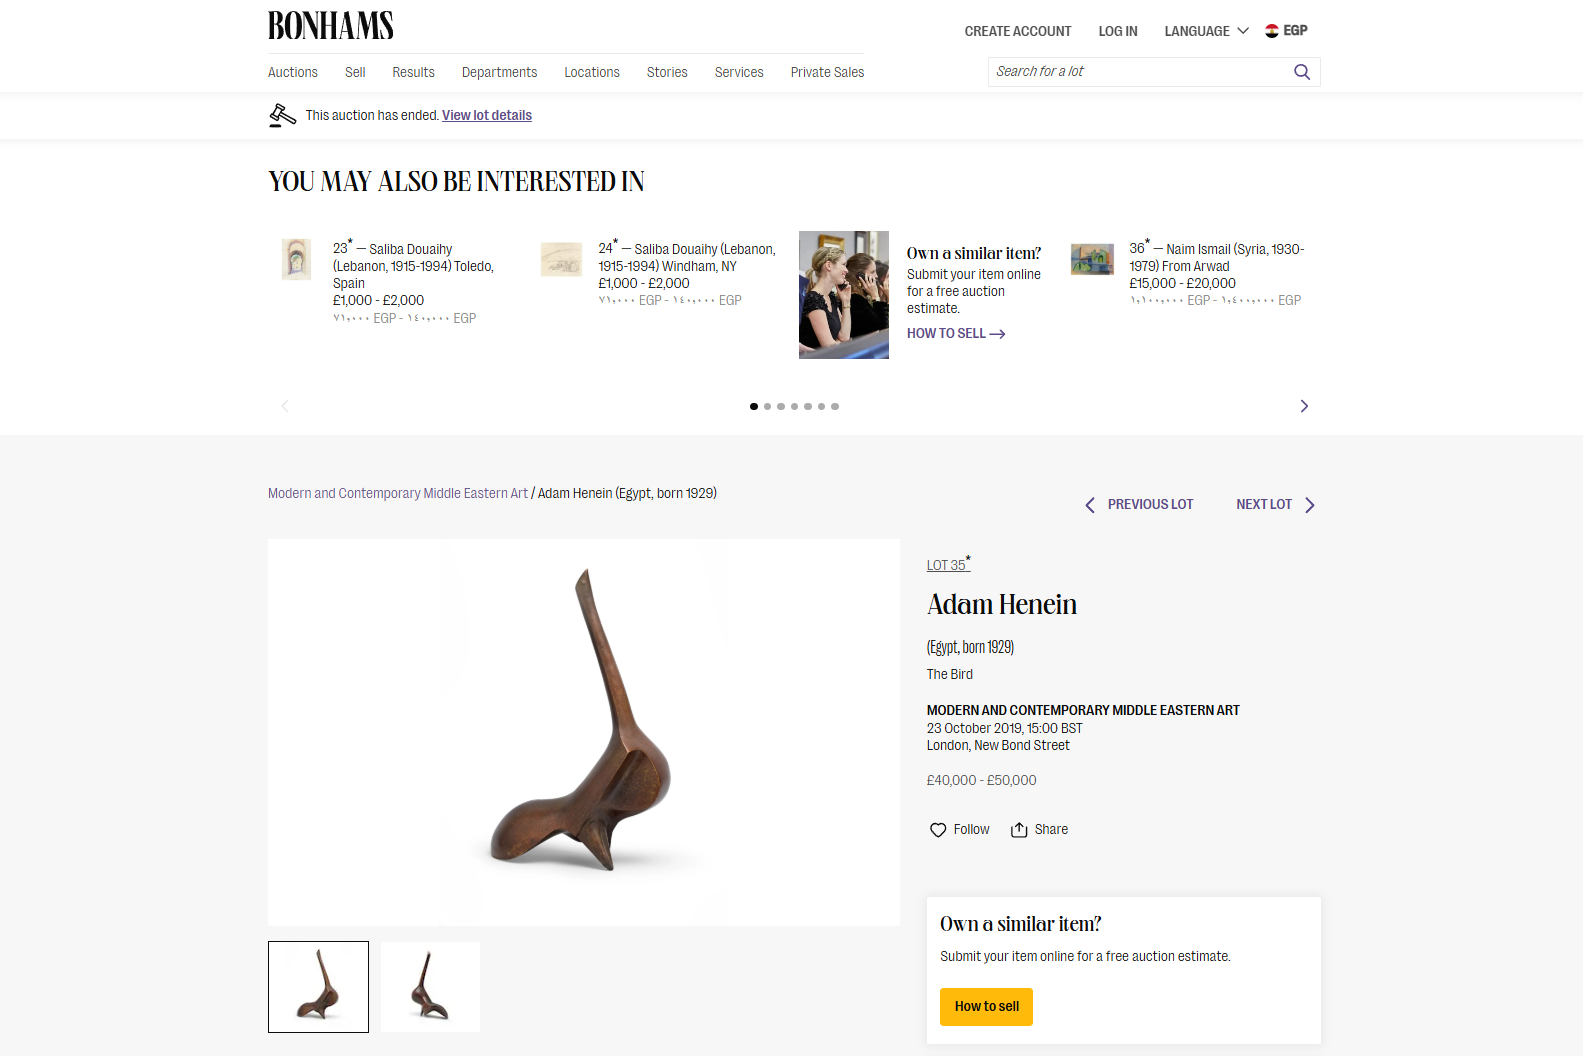 BONHAMS
CREATE ACCOUNT
LOG IN
LANGUAGE
EGP
Auctions
Sell
Results
Departments
Locations
Stories
Services
Private Sales
Search for a lot
This auction has ended. View lot details
YOU MAY ALSO BE INTERESTED IN
23* — Saliba Douaihy
(Lebanon, 1915-1994) Toledo,
Spain
£1,000 - £2,000
٧١,٠٠٠ EGP - ١٤٠,٠٠٠ EGP
24* — Saliba Douaihy (Lebanon,
1915-1994) Windham, NY
£1,000 - £2,000
٧١,٠٠٠ EGP - ١٤٠,٠٠٠ EGP
Own a similar item?
Submit your item online
for a free auction
estimate.
HOW TO SELL
36* — Naim Ismail (Syria, 1930-
1979) From Arwad
£15,000 - £20,000
١,١٠٠,٠٠٠ EGP - ١,٤٠٠,٠٠٠ EGP
Modern and Contemporary Middle Eastern Art / Adam Henein (Egypt, born 1929)
PREVIOUS LOT
NEXT LOT
LOT 35*
Adam Henein
(Egypt, born 1929)
The Bird
MODERN AND CONTEMPORARY MIDDLE EASTERN ART
23 October 2019, 15:00 BST
London, New Bond Street
£40,000 - £50,000
Follow
Share
Own a similar item?
Submit your item online for a free auction estimate.
How to sell